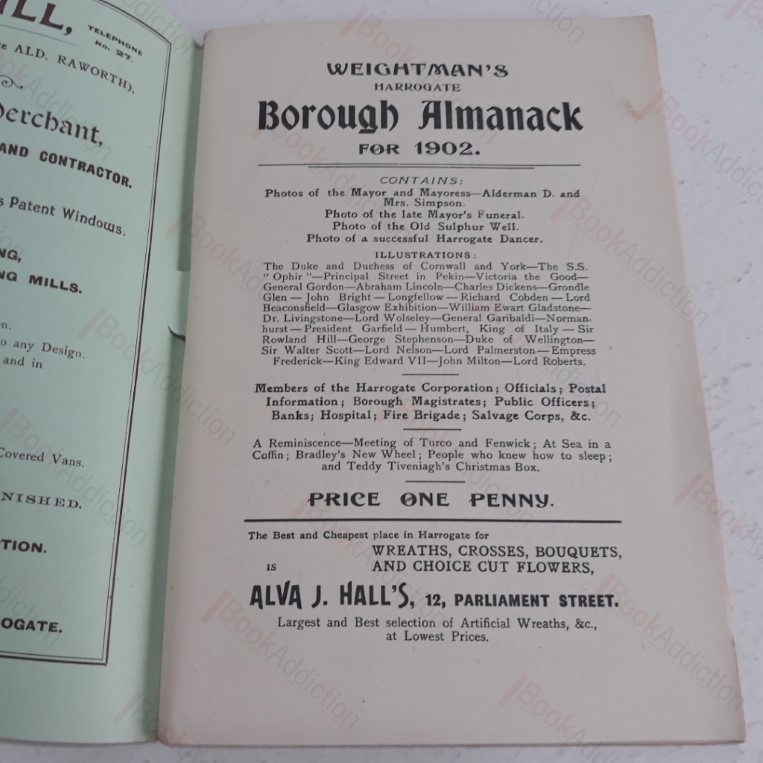 ILL,
TELEPHONE
No. 27.
ALD. RAWORTH),
Merchant,
AND CONTRACTOR.
Patent Windows.
NG,
NG MILLS.
on.
to any Design.
and in
Covered Vans.
NISHED.
TION.
ROGATE.
WEIGHTMAN'S
HARROGATE
Borough Almanack
FOR 1902.
CONTAINS:
Photos of the Mayor and Mayoress—Alderman D. and
Mrs. Simpson.
Photo of the late Mayor's Funeral.
Photo of the Old Sulphur Well.
Photo of a successful Harrogate Dancer.
ILLUSTRATIONS:
The Duke and Duchess of Cornwall and York—The S.S.
"Ophir"—Principal Street in Pekin—Victoria the Good—
General Gordon—Abraham Lincoln—Charles Dickens—Grondle
Glen—John Bright—Longfellow—Richard Cobden—Lord
Beaconsfield—Glasgow Exhibition—William Ewart Gladstone—
Dr. Livingstone—Lord Wolseley—General Garibaldi—Norman-
hurst—President Garfield—Humbert, King of Italy—Sir
Rowland Hill—George Stephenson—Duke of Wellington—
Sir Walter Scott—Lord Nelson—Lord Palmerston—Empress
Frederick—King Edward VII—John Milton—Lord Roberts.
Members of the Harrogate Corporation; Officials; Postal
Information; Borough Magistrates; Public Officers;
Banks; Hospital; Fire Brigade; Salvage Corps, &c.
A Reminiscence—Meeting of Turco and Fenwick; At Sea in a
Coffin; Bradley's New Wheel; People who knew how to sleep;
and Teddy Tiveniagh's Christmas Box.
PRICE ONE PENNY.
The Best and Cheapest place in Harrogate for
WREATHS, CROSSES, BOUQUETS,
IS AND CHOICE CUT FLOWERS,
ALVA J. HALL'S, 12, PARLIAMENT STREET.
Largest and Best selection of Artificial Wreaths, &c.,
at Lowest Prices.
BookAddiction